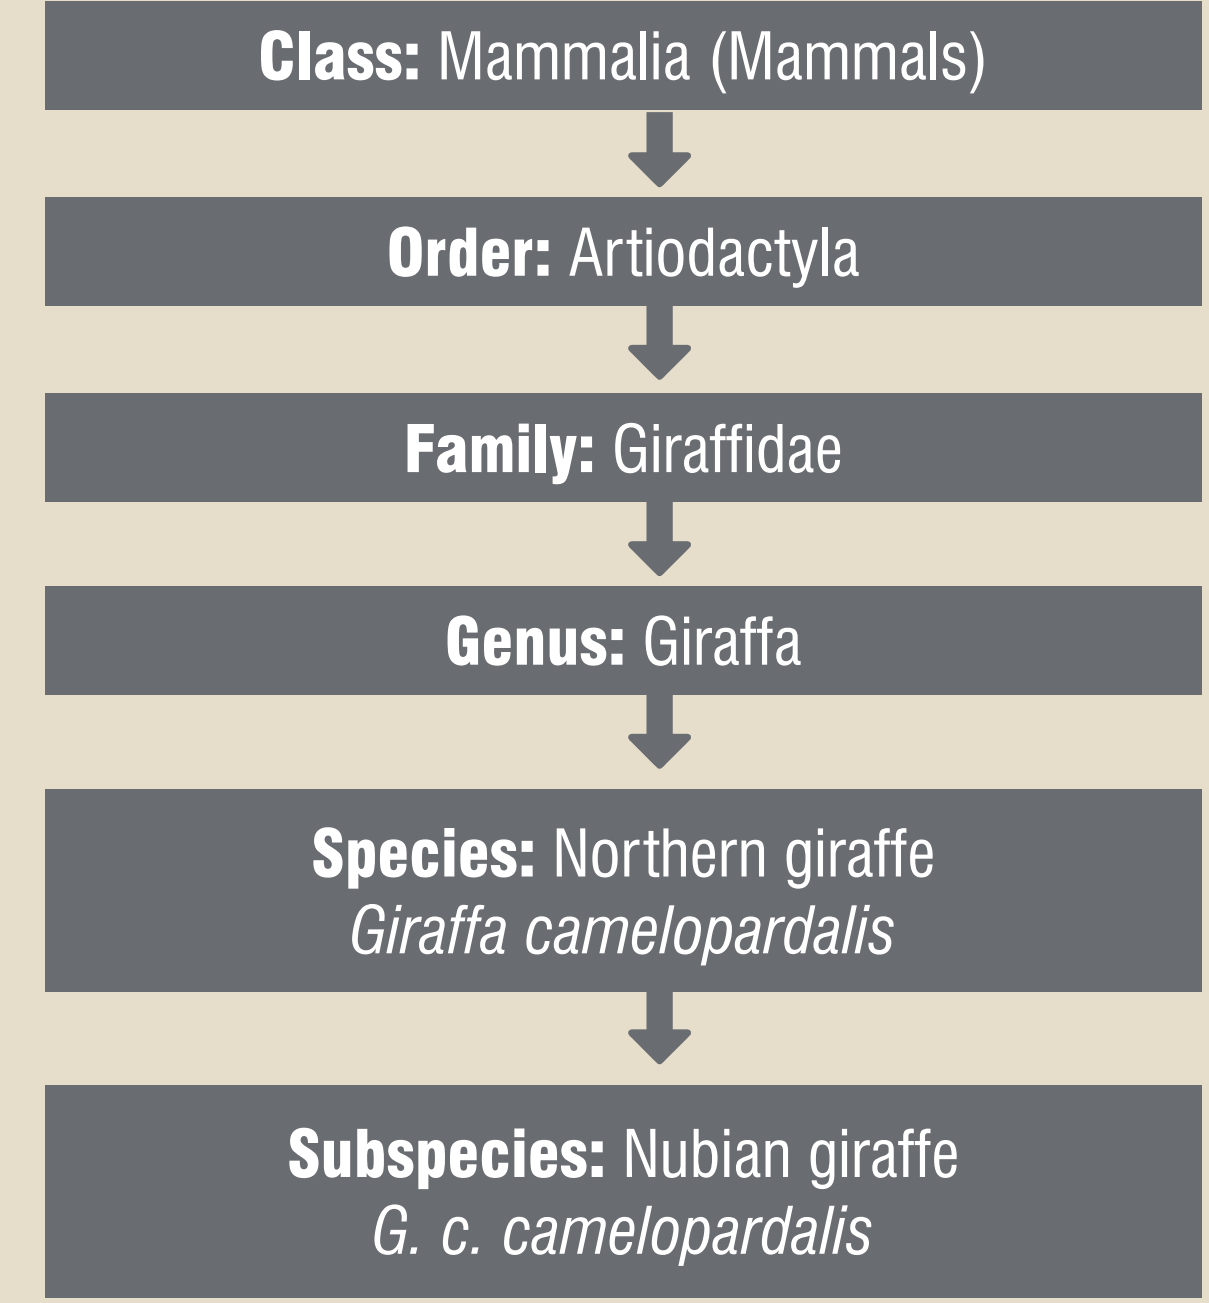 Class: Mammalia (Mammals)
Order: Artiodactyla
Family: Giraffidae
Genus: Giraffa
Species: Northern giraffe
Giraffa camelopardalis
Subspecies: Nubian giraffe
G. c. camelopardalis